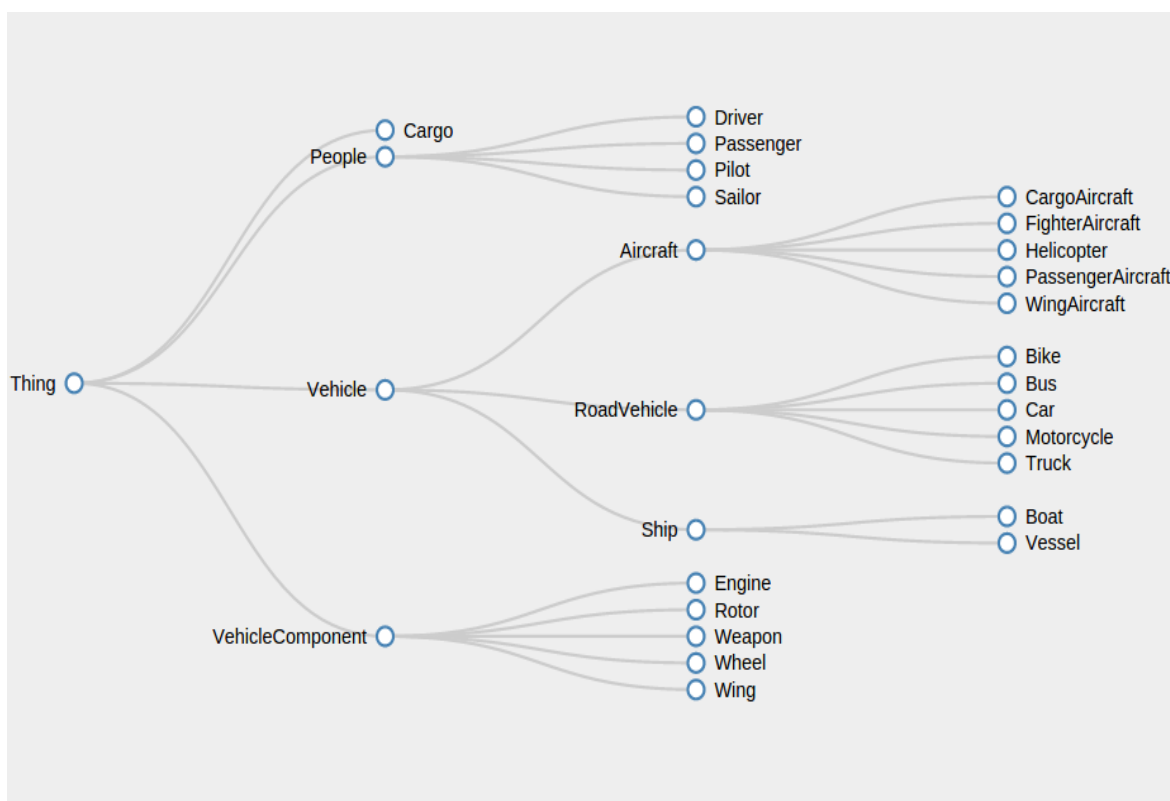 Thing
Cargo
People
Driver
Passenger
Pilot
Sailor
Vehicle
Aircraft
CargoAircraft
FighterAircraft
Helicopter
PassengerAircraft
WingAircraft
RoadVehicle
Bike
Bus
Car
Motorcycle
Truck
Ship
Boat
Vessel
VehicleComponent
Engine
Rotor
Weapon
Wheel
Wing